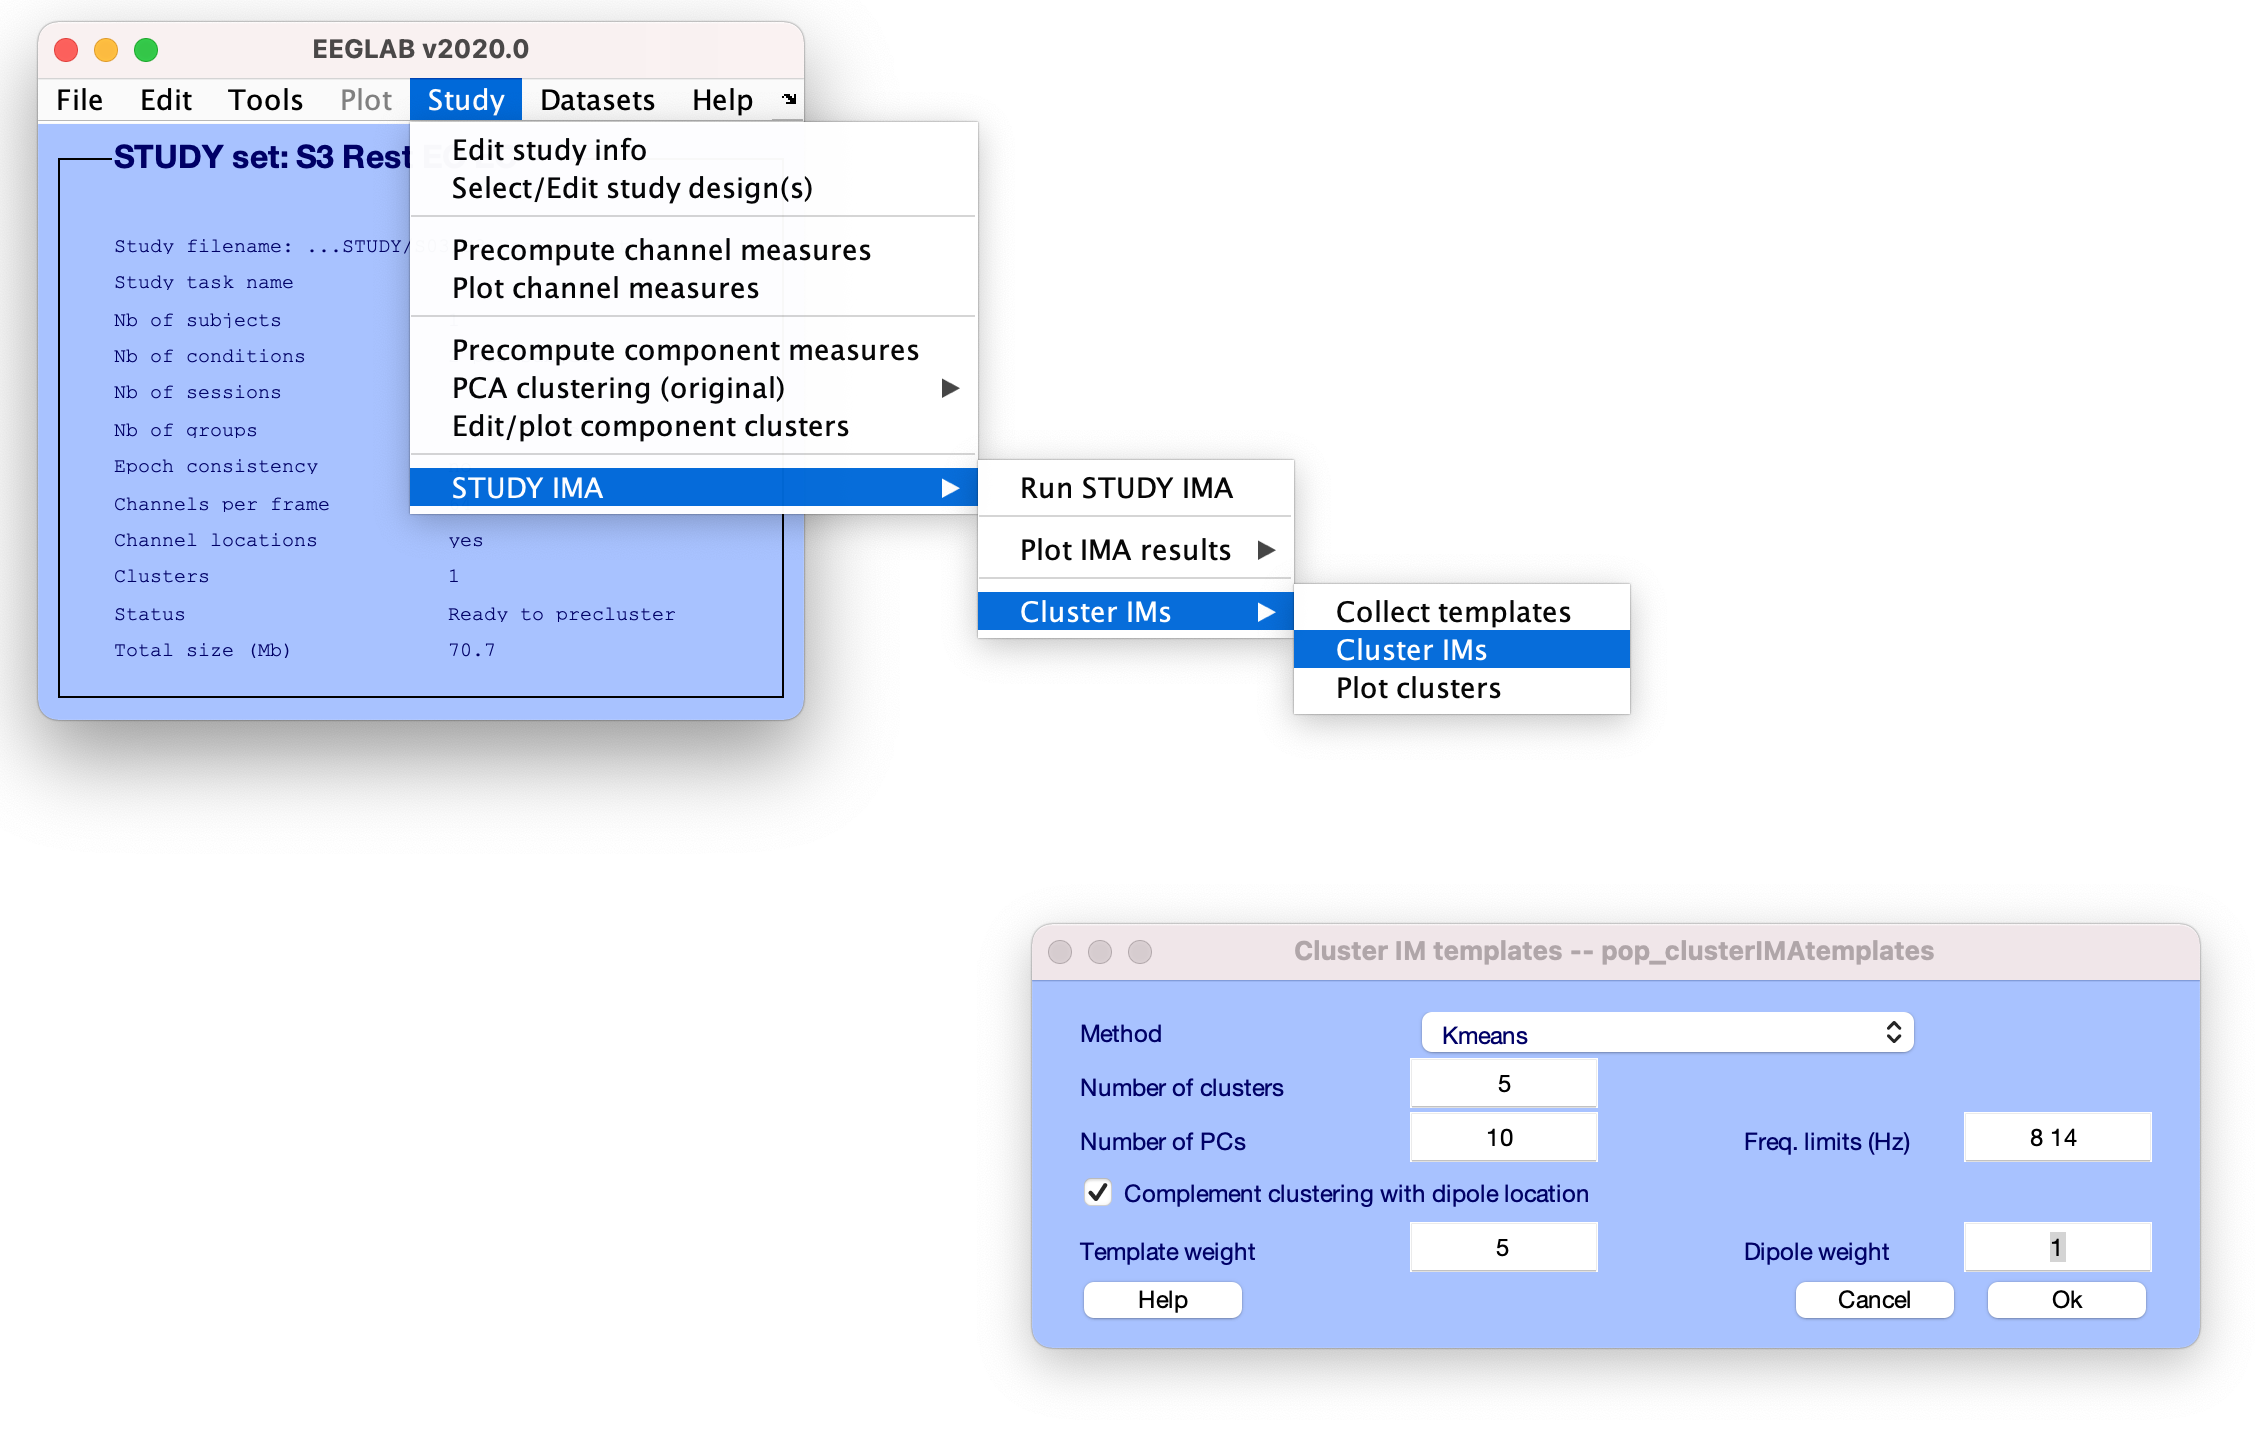 EEGLAB v2020.0
File Edit Tools Plot Study Datasets Help
STUDY set: S3 Rest
Study filename: ...STUDY/
Study task name
Nb of subjects
Nb of conditions
Nb of sessions
Nb of groups
Epoch consistency
Channels per frame
Channel locations yes
Clusters 1
Status Ready to precluster
Total size (Mb) 70.7
Edit study info
Select/Edit study design(s)
Precompute channel measures
Plot channel measures
Precompute component measures
PCA clustering (original)
Edit/plot component clusters
STUDY IMA
Run STUDY IMA
Plot IMA results
Cluster IMs
Collect templates
Cluster IMs
Plot clusters
Cluster IM templates -- pop_clusterIMAtemplates
Method Kmeans
Number of clusters 5
Number of PCs 10 Freq. limits (Hz) 8 14
Complement clustering with dipole location
Template weight 5 Dipole weight 1
Help Cancel Ok